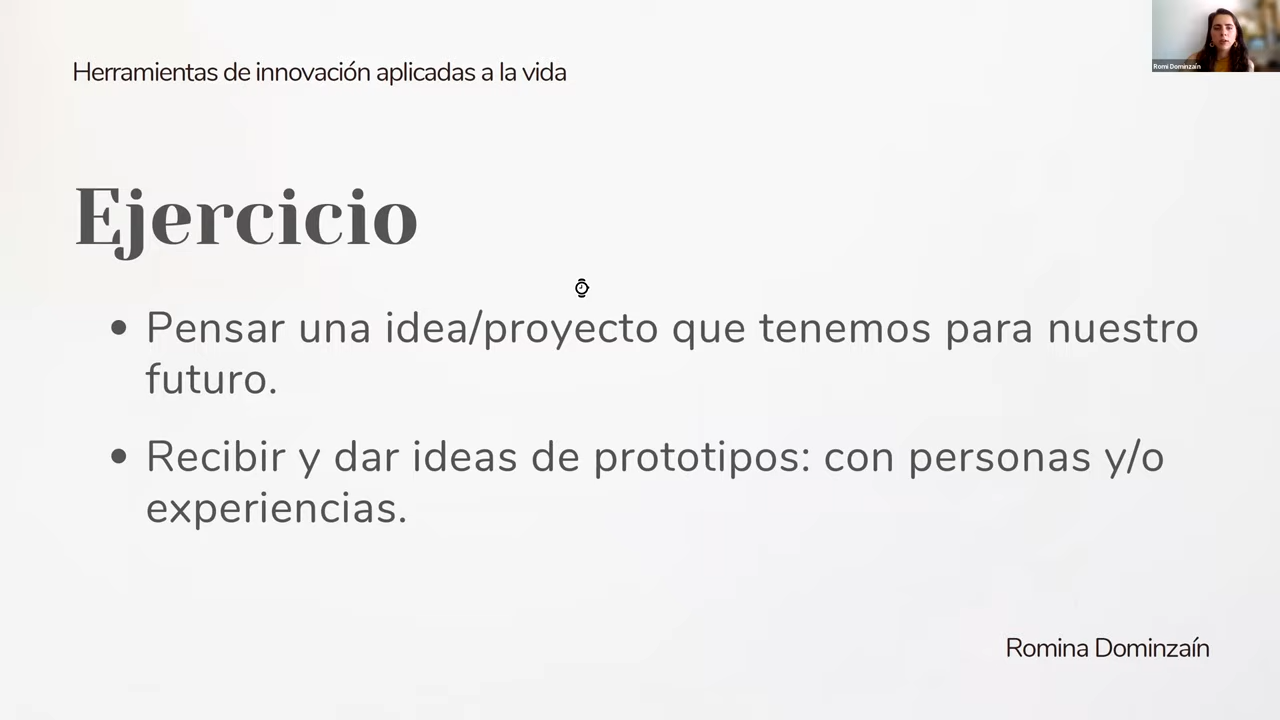 Herramientas de innovación aplicadas a la vida
Romi Dominzaín
Ejercicio
• Pensar una idea/proyecto que tenemos para nuestro
futuro.
• Recibir y dar ideas de prototipos: con personas y/o
experiencias.
Romina Dominzaín